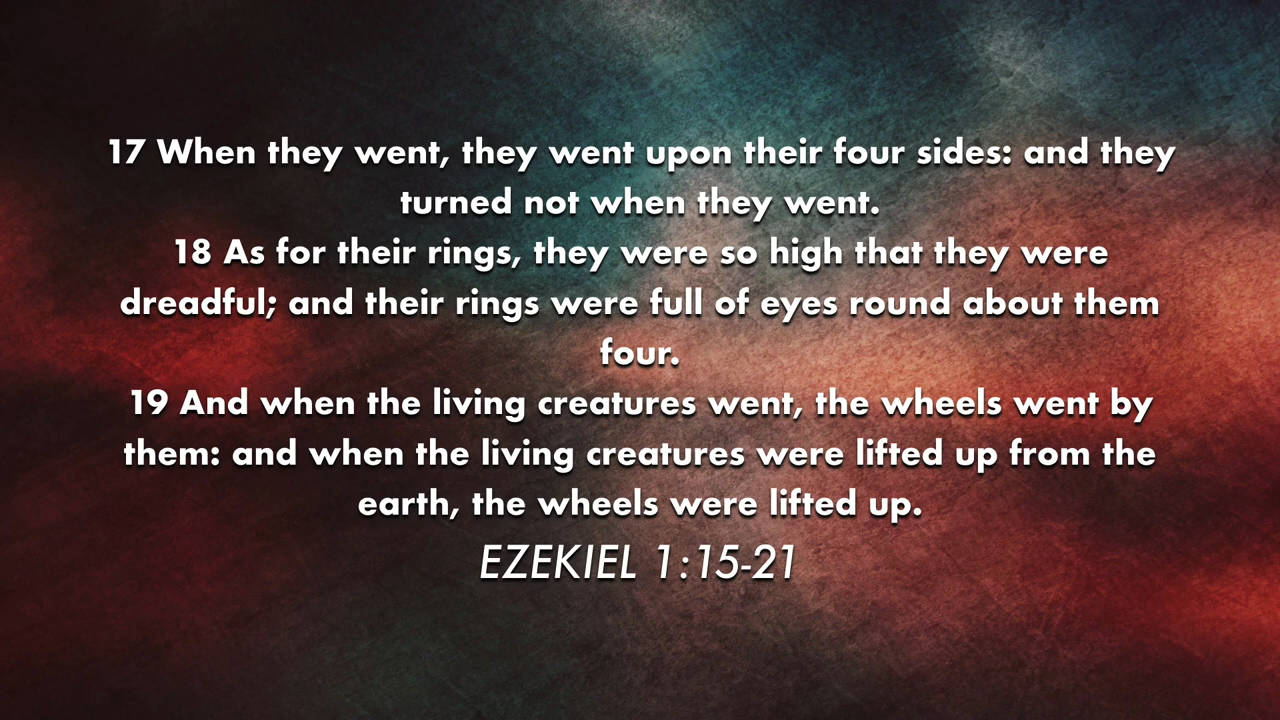 17 When they went, they went upon their four sides: and they
turned not when they went.
18 As for their rings, they were so high that they were
dreadful; and their rings were full of eyes round about them
four.
19 And when the living creatures went, the wheels went by
them: and when the living creatures were lifted up from the
earth, the wheels were lifted up.
EZEKIEL 1:15-21